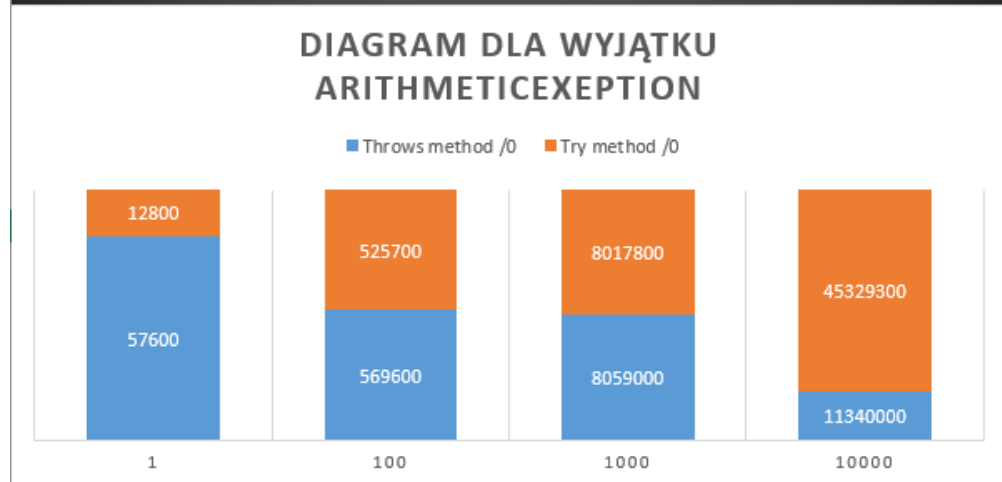 DIAGRAM DLA WYJĄTKU
ARITHMETICEXEPTION
Throws method /0 Try method /0
12800 525700 8017800 45329300
57600 569600 8059000 11340000
1 100 1000 10000